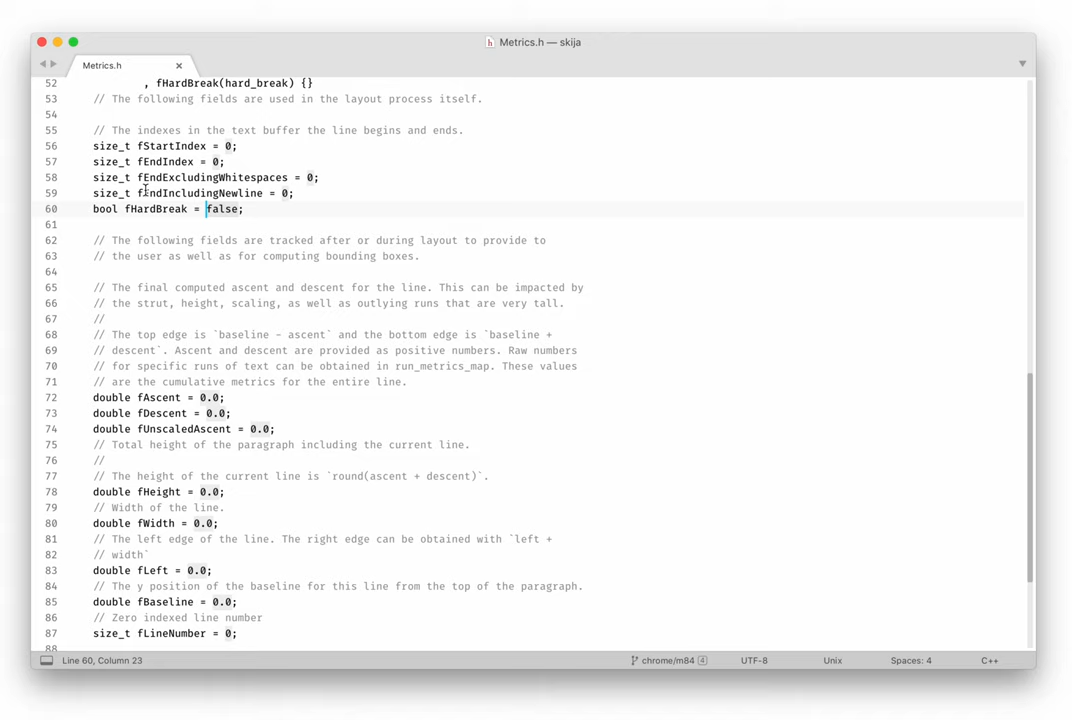 Metrics.h — skija
Metrics.h
52 , fHardBreak(hard_break) {}
53 // The following fields are used in the layout process itself.
54
55 // The indexes in the text buffer the line begins and ends.
56 size_t fStartIndex = 0;
57 size_t fEndIndex = 0;
58 size_t fEndExcludingWhitespaces = 0;
59 size_t fEndIncludingNewline = 0;
60 bool fHardBreak = false;
61
62 // The following fields are tracked after or during layout to provide to
63 // the user as well as for computing bounding boxes.
64
65 // The final computed ascent and descent for the line. This can be impacted by
66 // the strut, height, scaling, as well as outlying runs that are very tall.
67 //
68 // The top edge is `baseline - ascent` and the bottom edge is `baseline +
69 // descent`. Ascent and descent are provided as positive numbers. Raw numbers
70 // for specific runs of text can be obtained in run_metrics_map. These values
71 // are the cumulative metrics for the entire line.
72 double fAscent = 0.0;
73 double fDescent = 0.0;
74 double fUnscaledAscent = 0.0;
75 // Total height of the paragraph including the current line.
76 //
77 // The height of the current line is `round(ascent + descent)`.
78 double fHeight = 0.0;
79 // Width of the line.
80 double fWidth = 0.0;
81 // The left edge of the line. The right edge can be obtained with `left +
82 // width`
83 double fLeft = 0.0;
84 // The y position of the baseline for this line from the top of the paragraph.
85 double fBaseline = 0.0;
86 // Zero indexed line number
87 size_t fLineNumber = 0;
88
Line 60, Column 23 chrome/m84 4 UTF-8 Unix Spaces: 4 C++